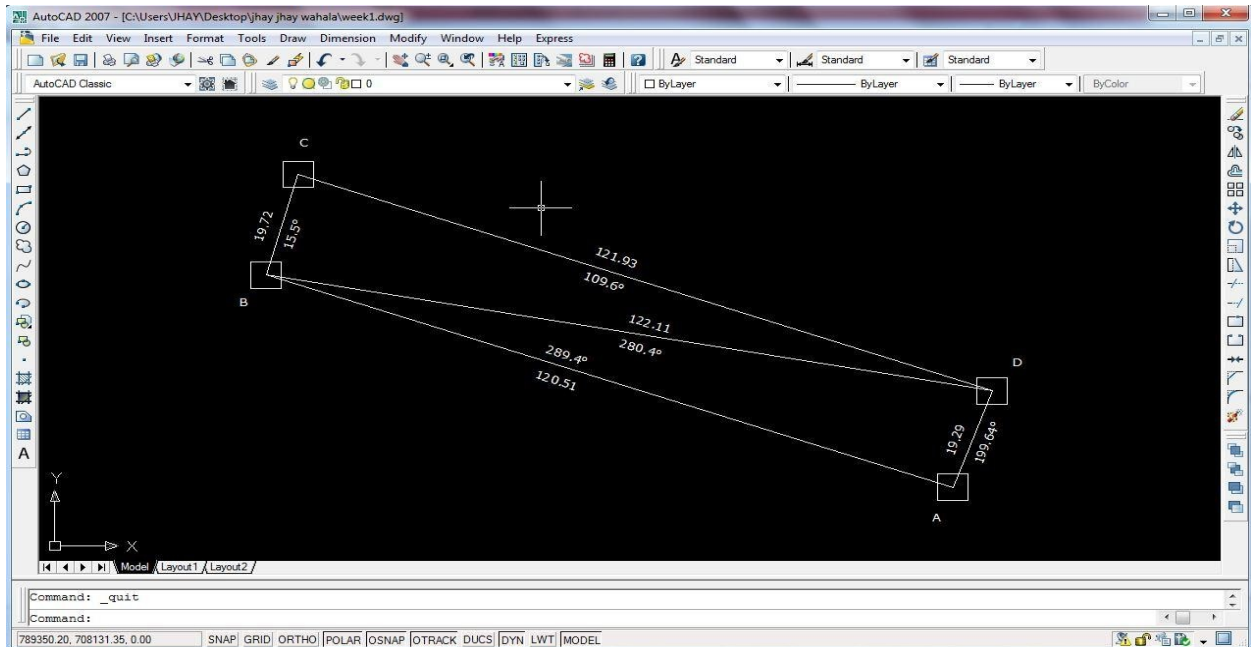 AutoCAD 2007 - [C:\Users\JHAY\Desktop\jhay jhay wahala\week1.dwg]
File Edit View Insert Format Tools Draw Dimension Modify Window Help Express
Standard Standard Standard
AutoCAD Classic 0 ByLayer ByLayer ByLayer ByColor
C
19.72
15.5°
121.93
109.6°
B
122.11
280.4°
289.4°
120.51
D
19.29
199.64°
A
Y
X
Model Layout1 Layout2
Command: _quit
Command:
789350.20, 708131.35, 0.00 SNAP GRID ORTHO POLAR OSNAP OTRACK DUCS DYN LWT MODEL